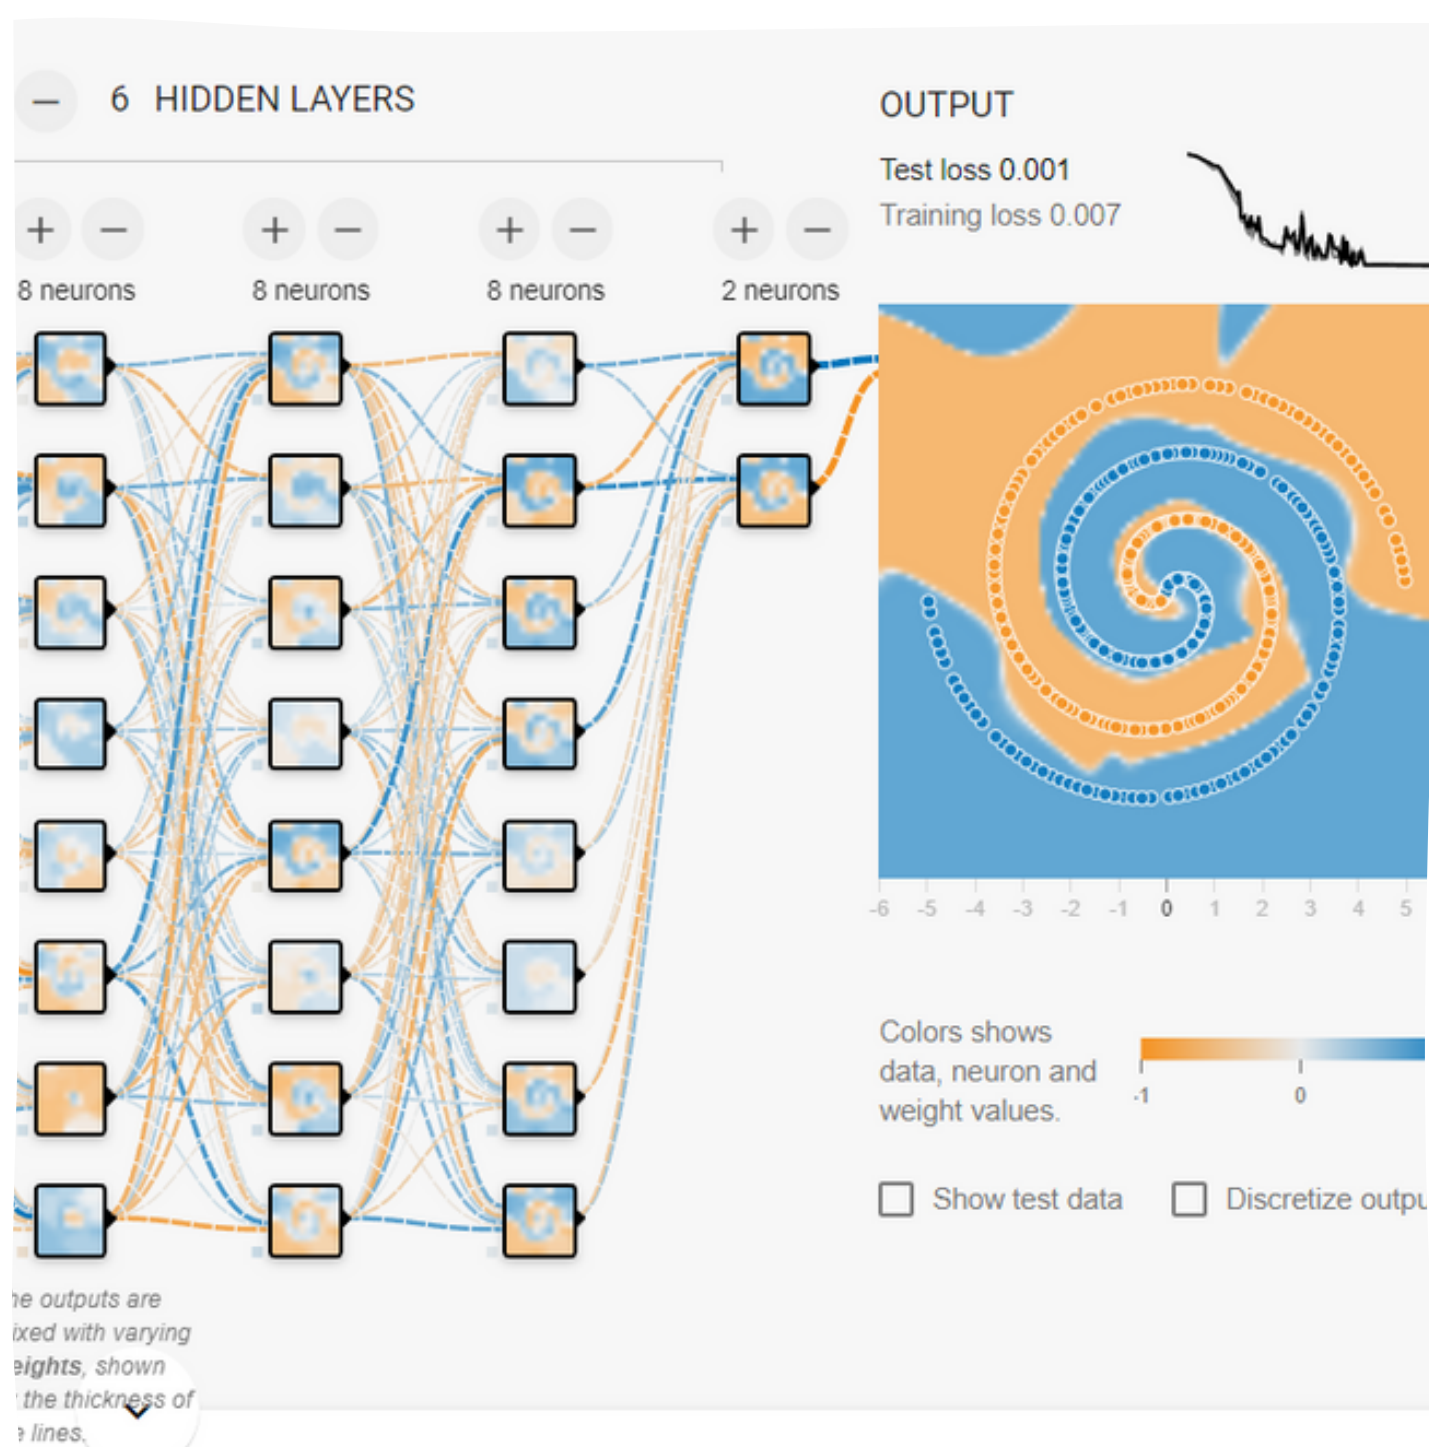 6 HIDDEN LAYERS
8 neurons
8 neurons
8 neurons
2 neurons
outputs are
with varying
, shown
the thickness of
lines.
OUTPUT
Test loss 0.001
Training loss 0.007
-6 -5 -4 -3 -2 -1 0 1 2 3 4 5
Colors shows
data, neuron and
weight values.
-1 0
Show test data
Discretize